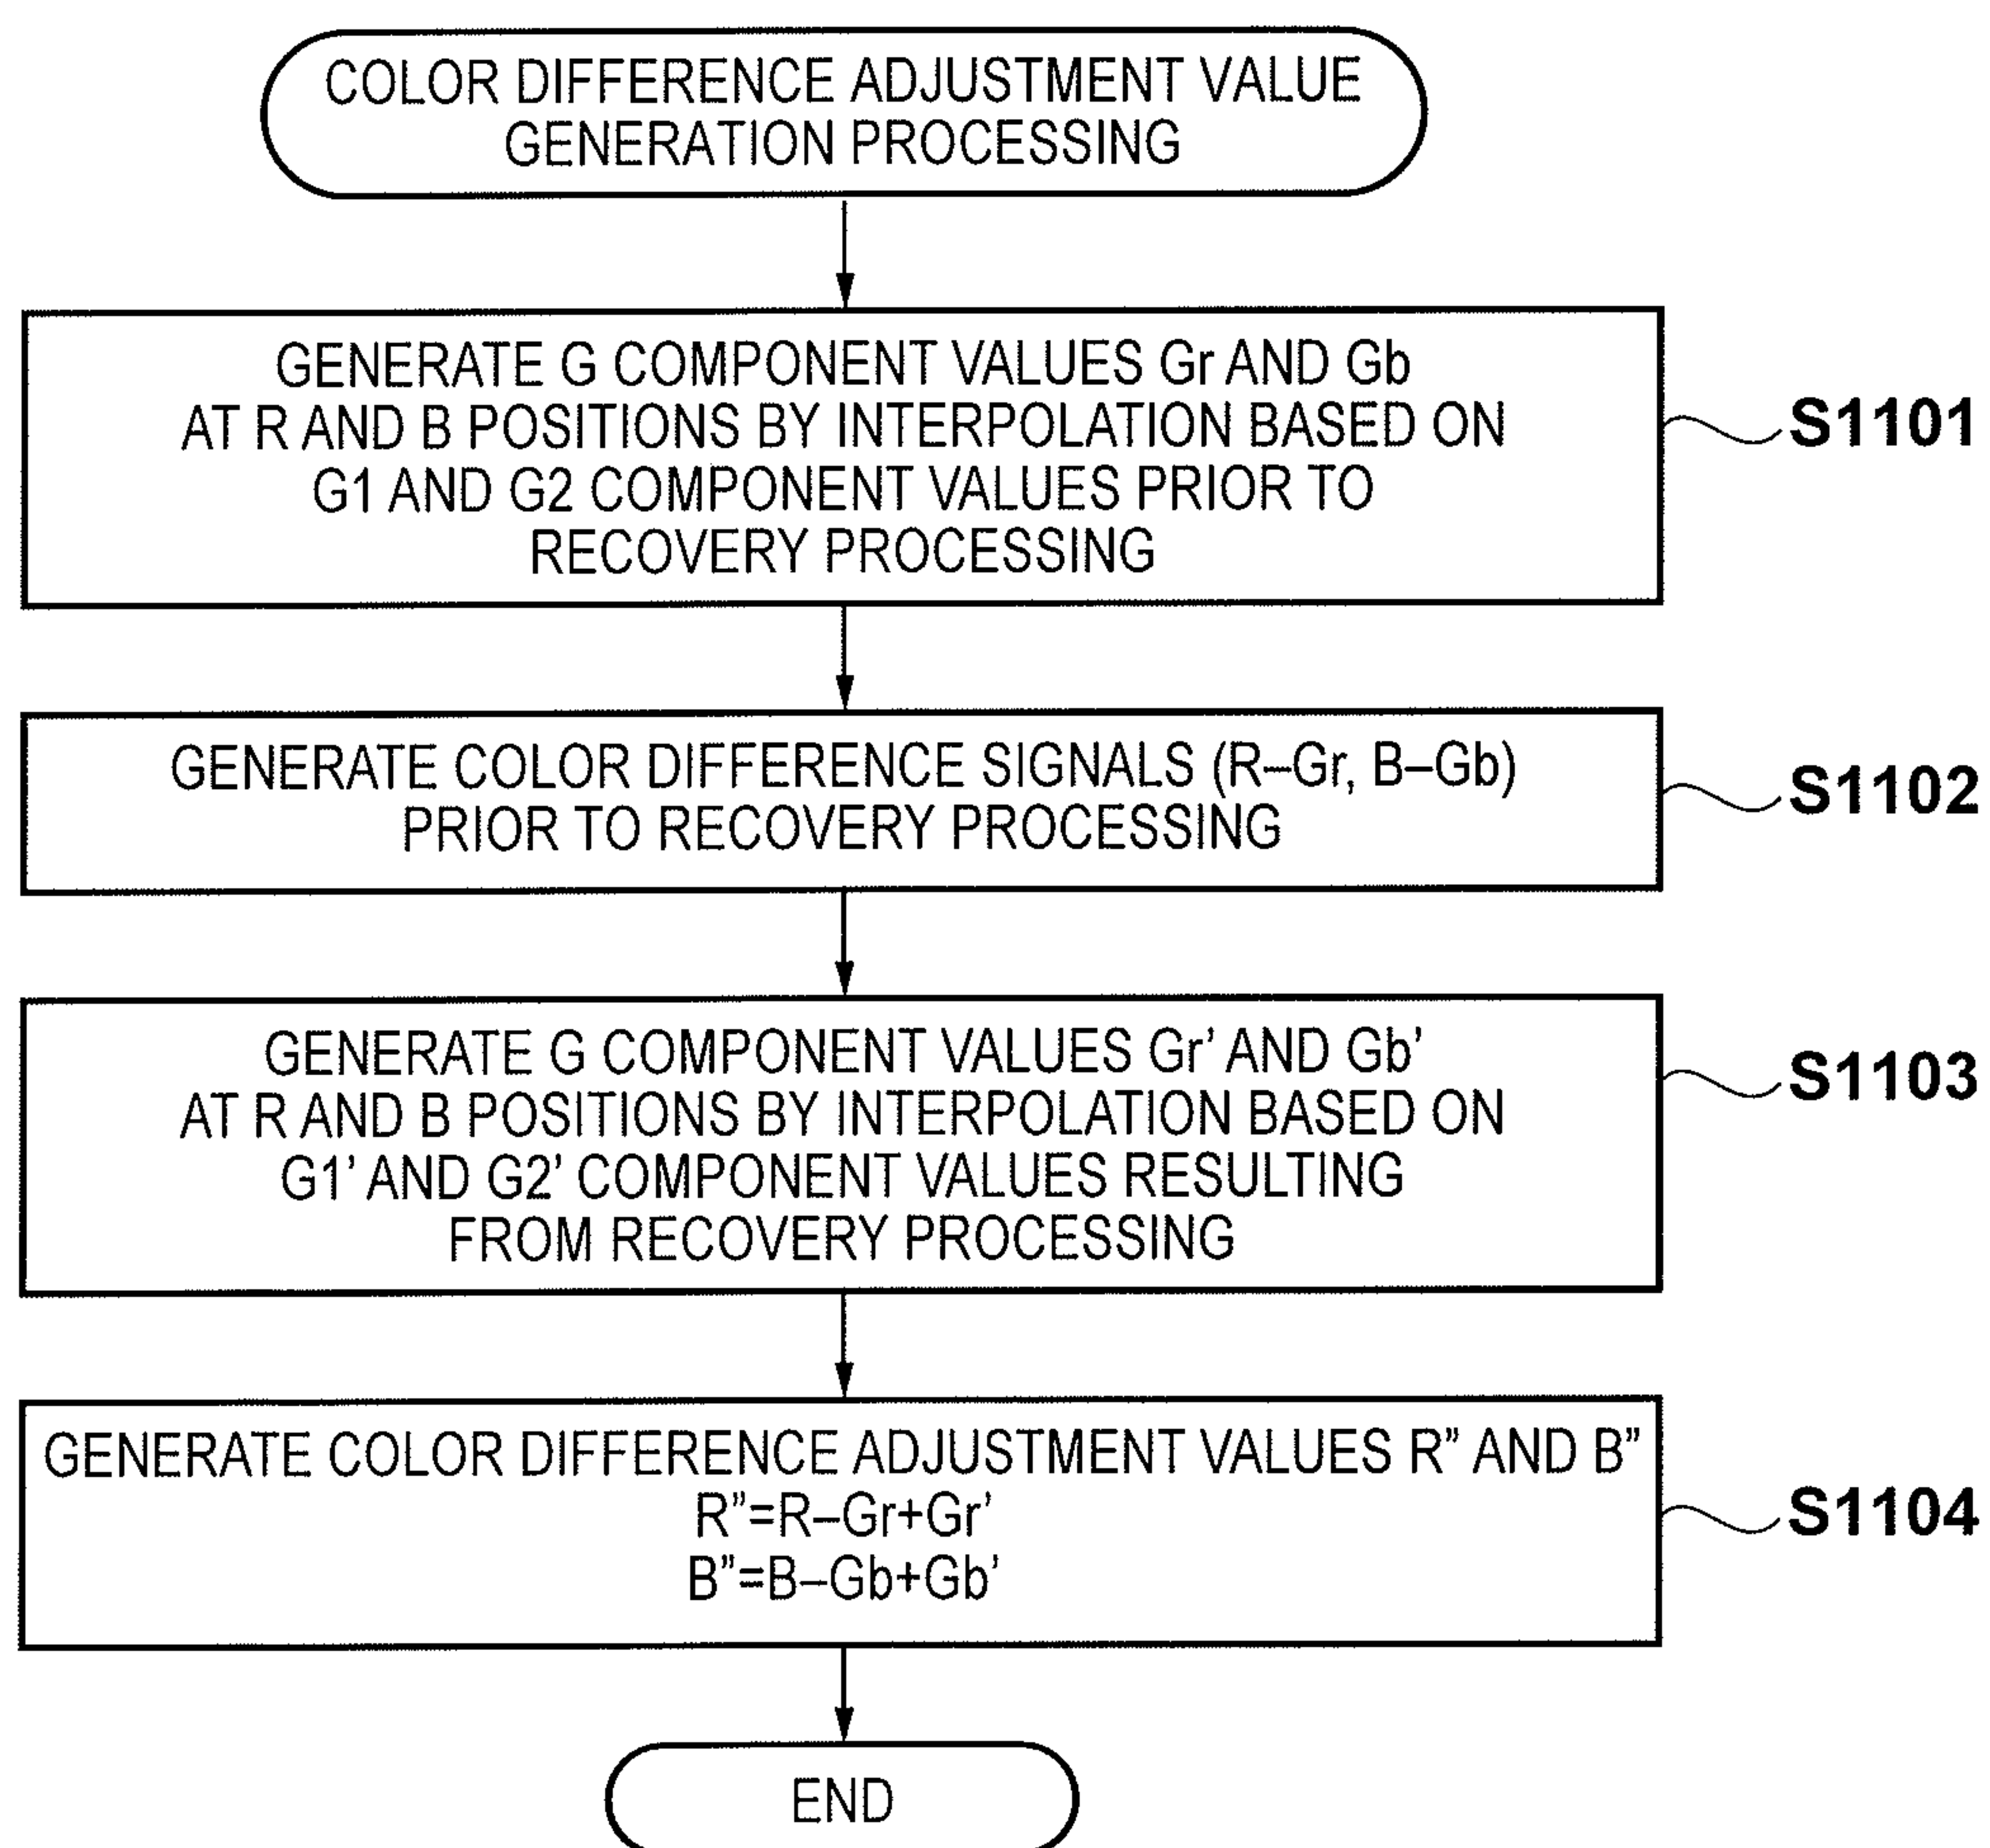 COLOR DIFFERENCE ADJUSTMENT VALUE
GENERATION PROCESSING
GENERATE G COMPONENT VALUES Gr AND Gb
AT R AND B POSITIONS BY INTERPOLATION BASED ON
G1 AND G2 COMPONENT VALUES PRIOR TO
RECOVERY PROCESSING
S1101
GENERATE COLOR DIFFERENCE SIGNALS (R–Gr, B–Gb)
PRIOR TO RECOVERY PROCESSING
S1102
GENERATE G COMPONENT VALUES Gr’ AND Gb’
AT R AND B POSITIONS BY INTERPOLATION BASED ON
G1’ AND G2’ COMPONENT VALUES RESULTING
FROM RECOVERY PROCESSING
S1103
GENERATE COLOR DIFFERENCE ADJUSTMENT VALUES R” AND B”
R”=R–Gr+Gr’
B”=B–Gb+Gb’
S1104
END